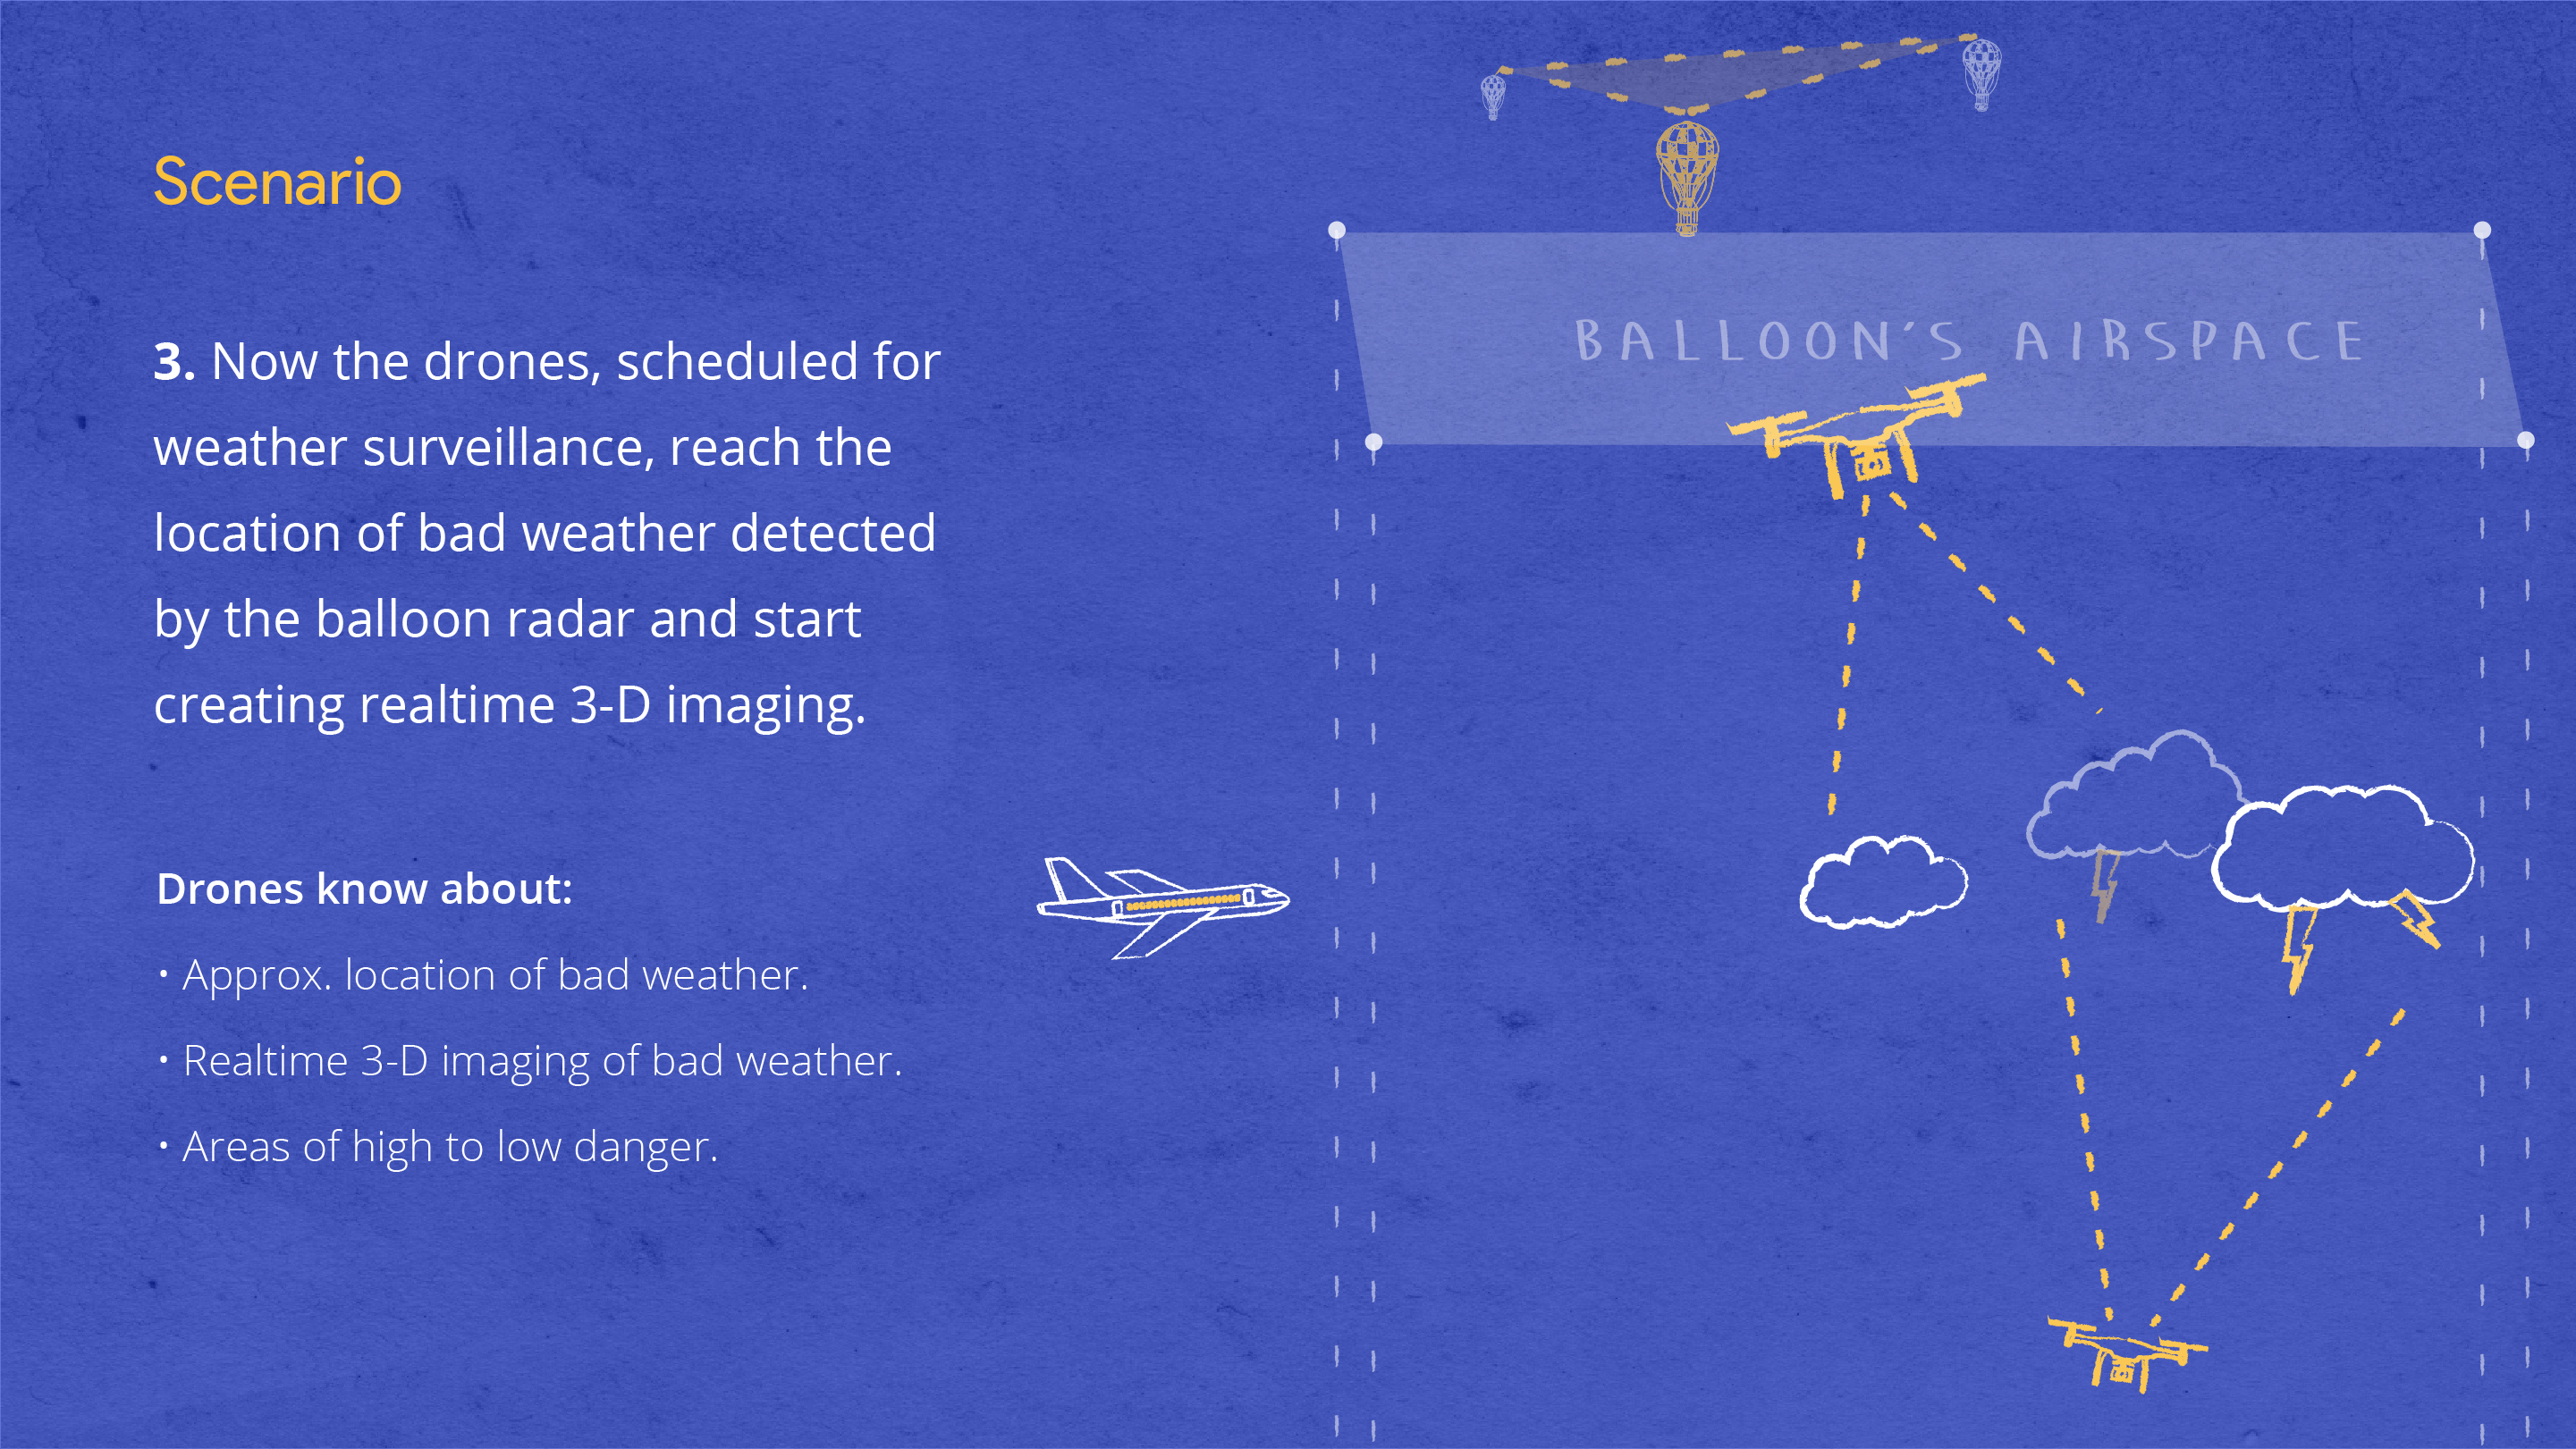 Scenario
3. Now the drones, scheduled for
weather surveillance, reach the
location of bad weather detected
by the balloon radar and start
creating realtime 3-D imaging.
Drones know about:
• Approx. location of bad weather.
• Realtime 3-D imaging of bad weather.
• Areas of high to low danger.
BALLOON'S AIRSPACE